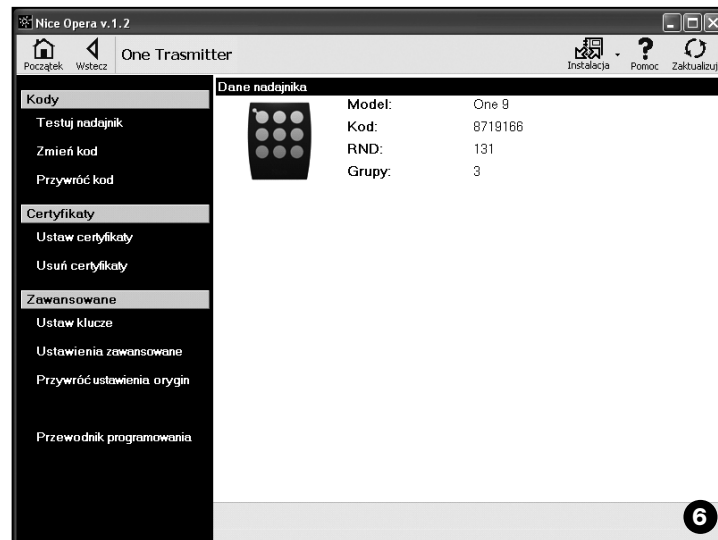 Nice Opera v.1.2
Początek Wstecz One Trasmitter Instalacja Pomoc Zaktualizuj
Kody
Testuj nadajnik
Zmień kod
Przywróć kod
Certyfikaty
Ustaw certyfikaty
Usuń certyfikaty
Zawansowane
Ustaw klucze
Ustawienia zawansowane
Przywróć ustawienia orygin
Przewodnik programowania
Dane nadajnika
Model: One 9
Kod: 8719166
RND: 131
Grupy: 3
6